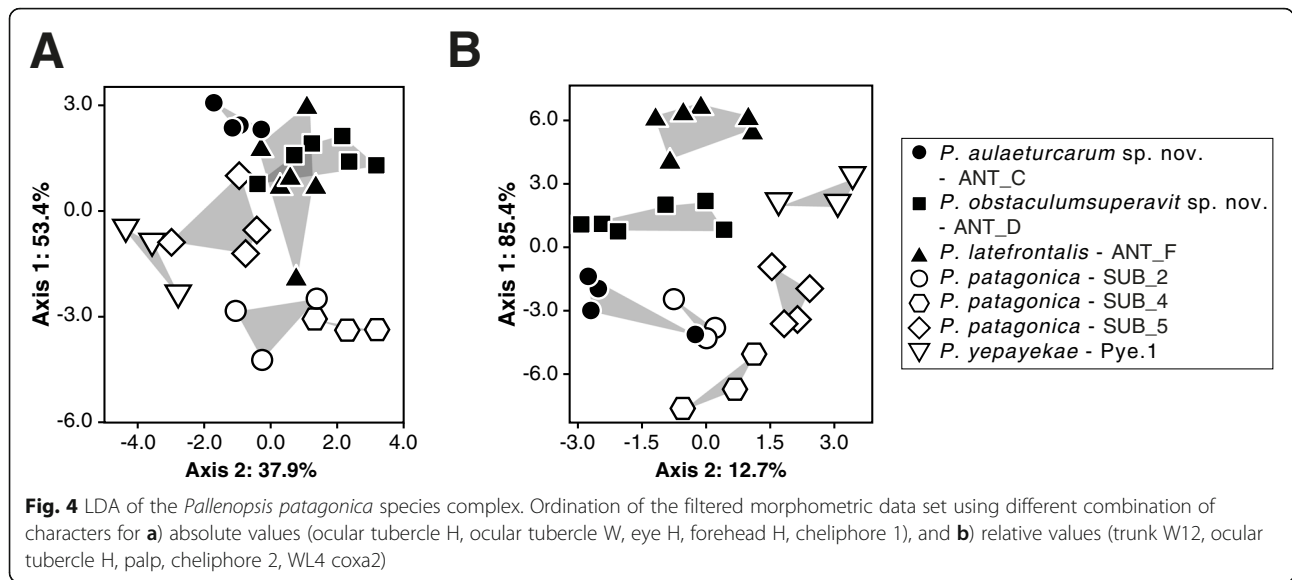 A
B
3.0
0.0
-3.0
-6.0
Axis 1: 53.4%
-4.0 -2.0 0.0 2.0 4.0
Axis 2: 37.9%
6.0
3.0
0.0
-3.0
-6.0
Axis 1: 85.4%
-3.0 -1.5 0.0 1.5 3.0
Axis 2: 12.7%
P. aulaeturcarum sp. nov.
- ANT_C
P. obstaculumsuperavit sp. nov.
- ANT_D
P. latefrontalis - ANT_F
P. patagonica - SUB_2
P. patagonica - SUB_4
P. patagonica - SUB_5
P. yepayekae - Pye.1
Fig. 4 LDA of the Pallenopsis patagonica species complex. Ordination of the filtered morphometric data set using different combination of
characters for a) absolute values (ocular tubercle H, ocular tubercle W, eye H, forehead H, cheliphore 1), and b) relative values (trunk W12, ocular
tubercle H, palp, cheliphore 2, WL4 coxa2)